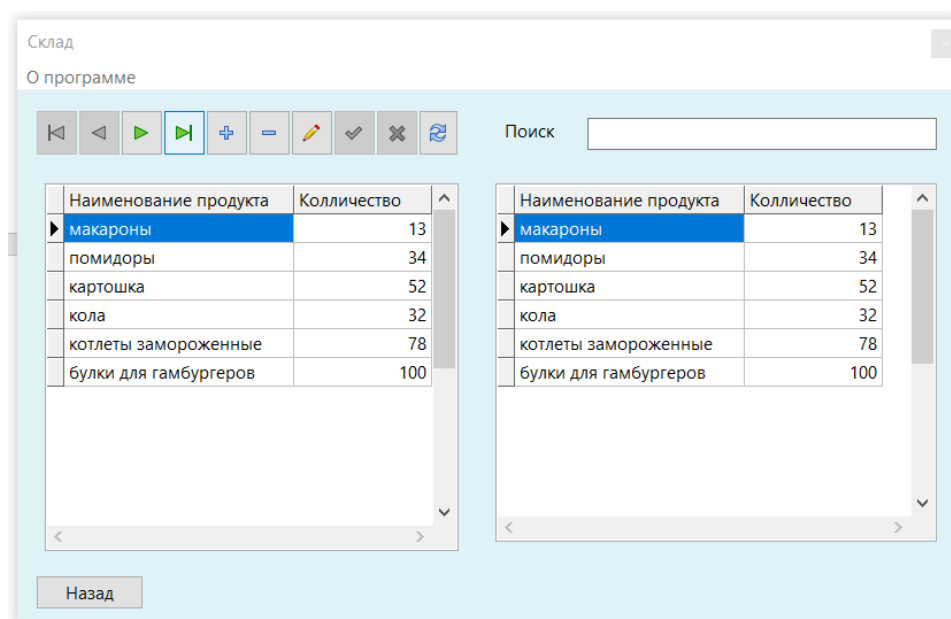 Склад
О программе
Поиск
Наименование продукта Колличество
макароны 13
помидоры 34
картошка 52
кола 32
котлеты замороженные 78
булки для гамбургеров 100
Наименование продукта Колличество
макароны 13
помидоры 34
картошка 52
кола 32
котлеты замороженные 78
булки для гамбургеров 100
Назад